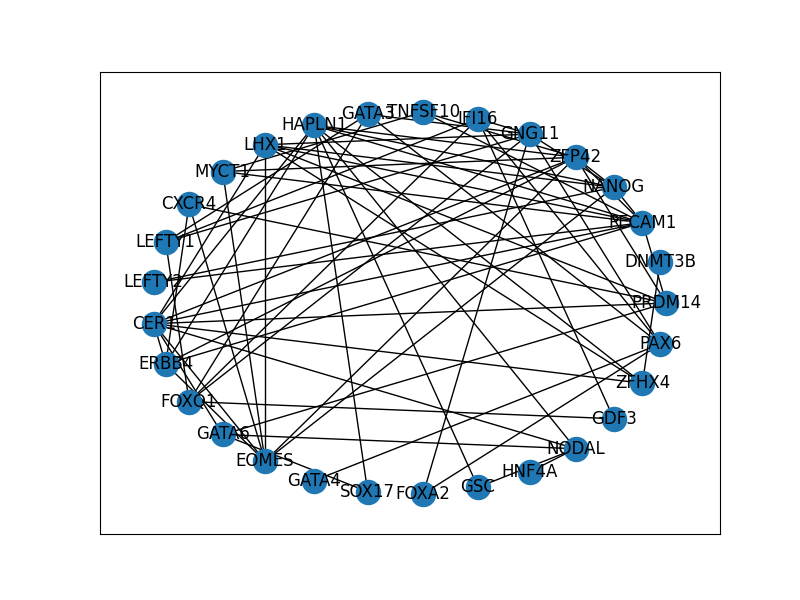 GATA3
TNFSF10
IFI16
HAPLN1
GNG11
LHX1
ZFP42
MYCT1
NANOG
CXCR4
PECAM1
LEFTY1
DNMT3B
LEFTY2
PRDM14
CER1
PAX6
ERBB4
ZFHX4
FOXQ1
GDF3
GATA6
NODAL
EOMES
HNF4A
GATA4
SOX17
FOXA2
GSC